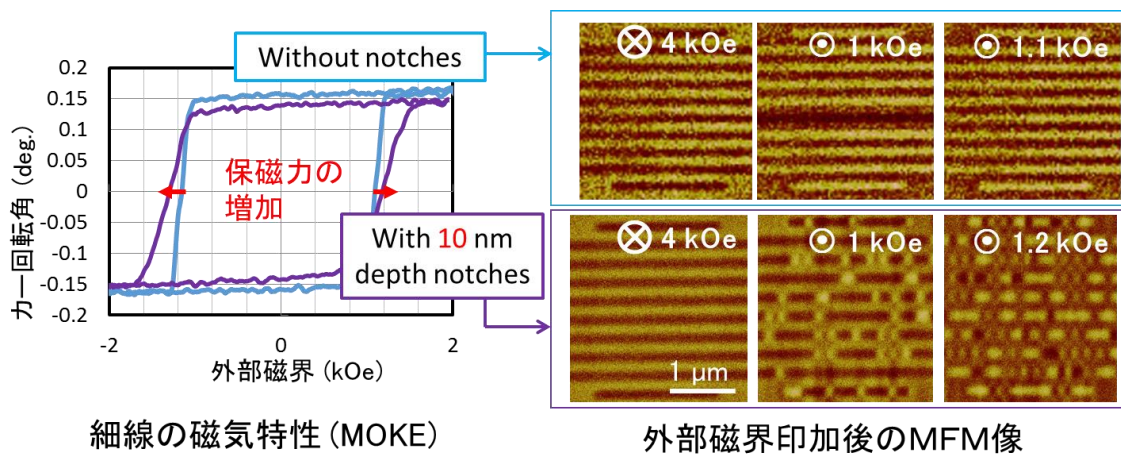 Without notches
カー回転角 (deg.)
0.2
0.15
0.1
0.05
0
-0.05
-0.1
-0.15
-0.2
-2
0
2
外部磁界 (kOe)
保磁力の
増加
With 10 nm
depth notches
細線の磁気特性 (MOKE)
4 kOe
1 kOe
1.1 kOe
4 kOe
1 kOe
1.2 kOe
1 μm
外部磁界印加後のMFM像